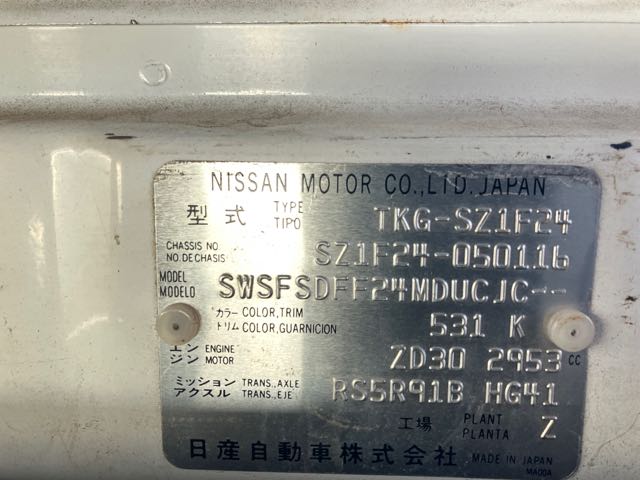 NISSAN MOTOR CO.,LTD.JAPAN
型式 TYPE TIPO TKG-SZ1F24
CHASSIS NO. NO.DE CHASIS SZ1F24-050116
MODEL MODELO SWSFSDFF24MDUCJC--
カラー COLOR,TRIM
トリム COLOR,GUARNICION 531 K
エンジン ENGINE MOTOR ZD30 2953 CC
ミッション TRANS.,AXLE
アクスル TRANS.,EJE RS5R91B HG41
工場 PLANT PLANTA Z
日産自動車株式会社 MADE IN JAPAN
MA00A